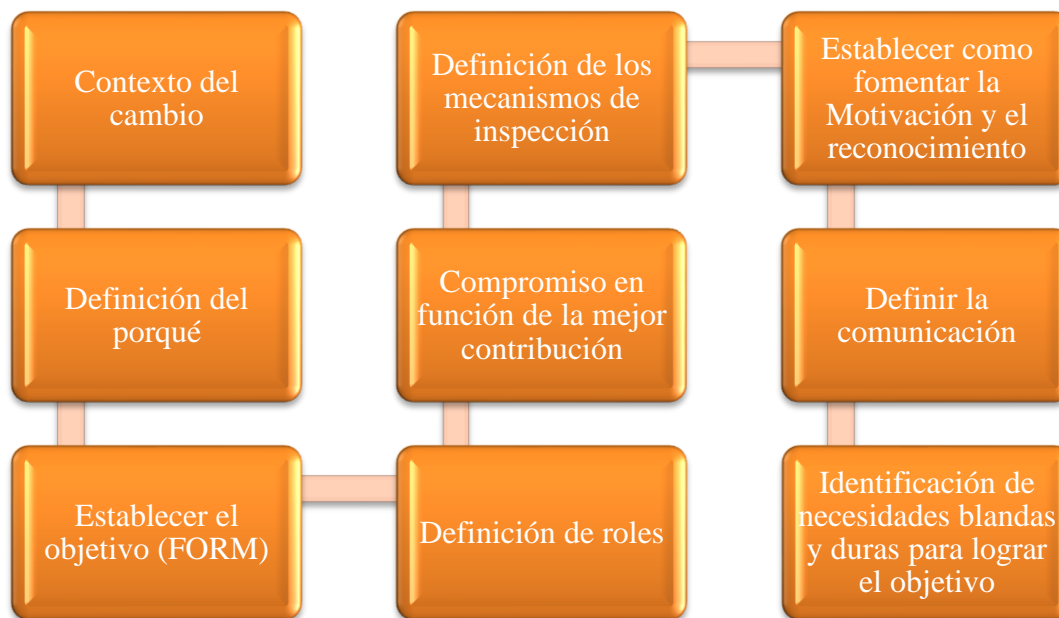 Contexto del
cambio
Definición del
porqué
Establecer el
objetivo (FORM)
Definición de roles
Compromiso en
función de la mejor
contribución
Definición de los
mecanismos de
inspección
Establecer como
fomentar la
Motivación y el
reconocimiento
Definir la
comunicación
Identificación de
necesidades blandas
y duras para lograr
el objetivo